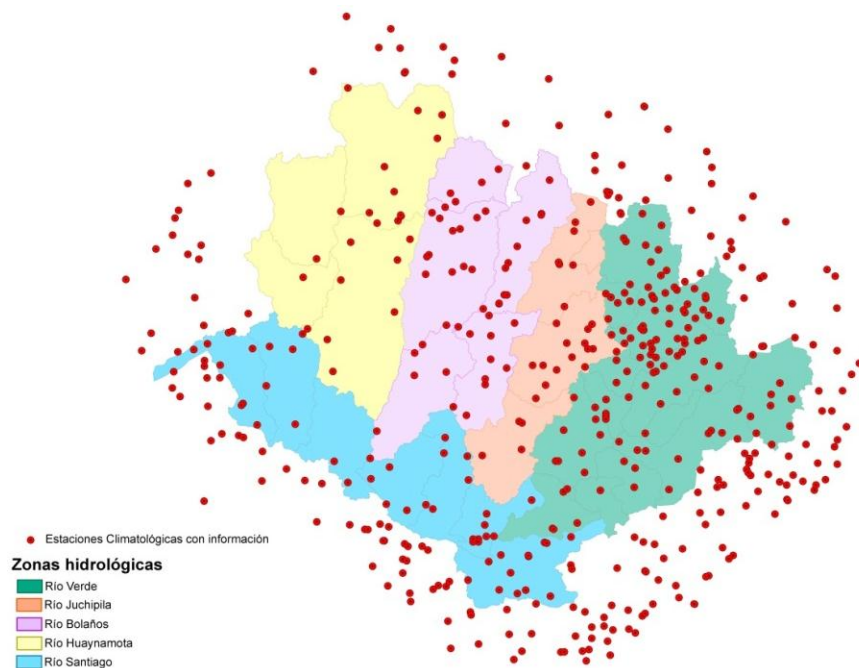 Estaciones Climatológicas con información
Zonas hidrológicas
Río Verde
Río Juchipila
Río Bolaños
Río Huaynamota
Río Santiago